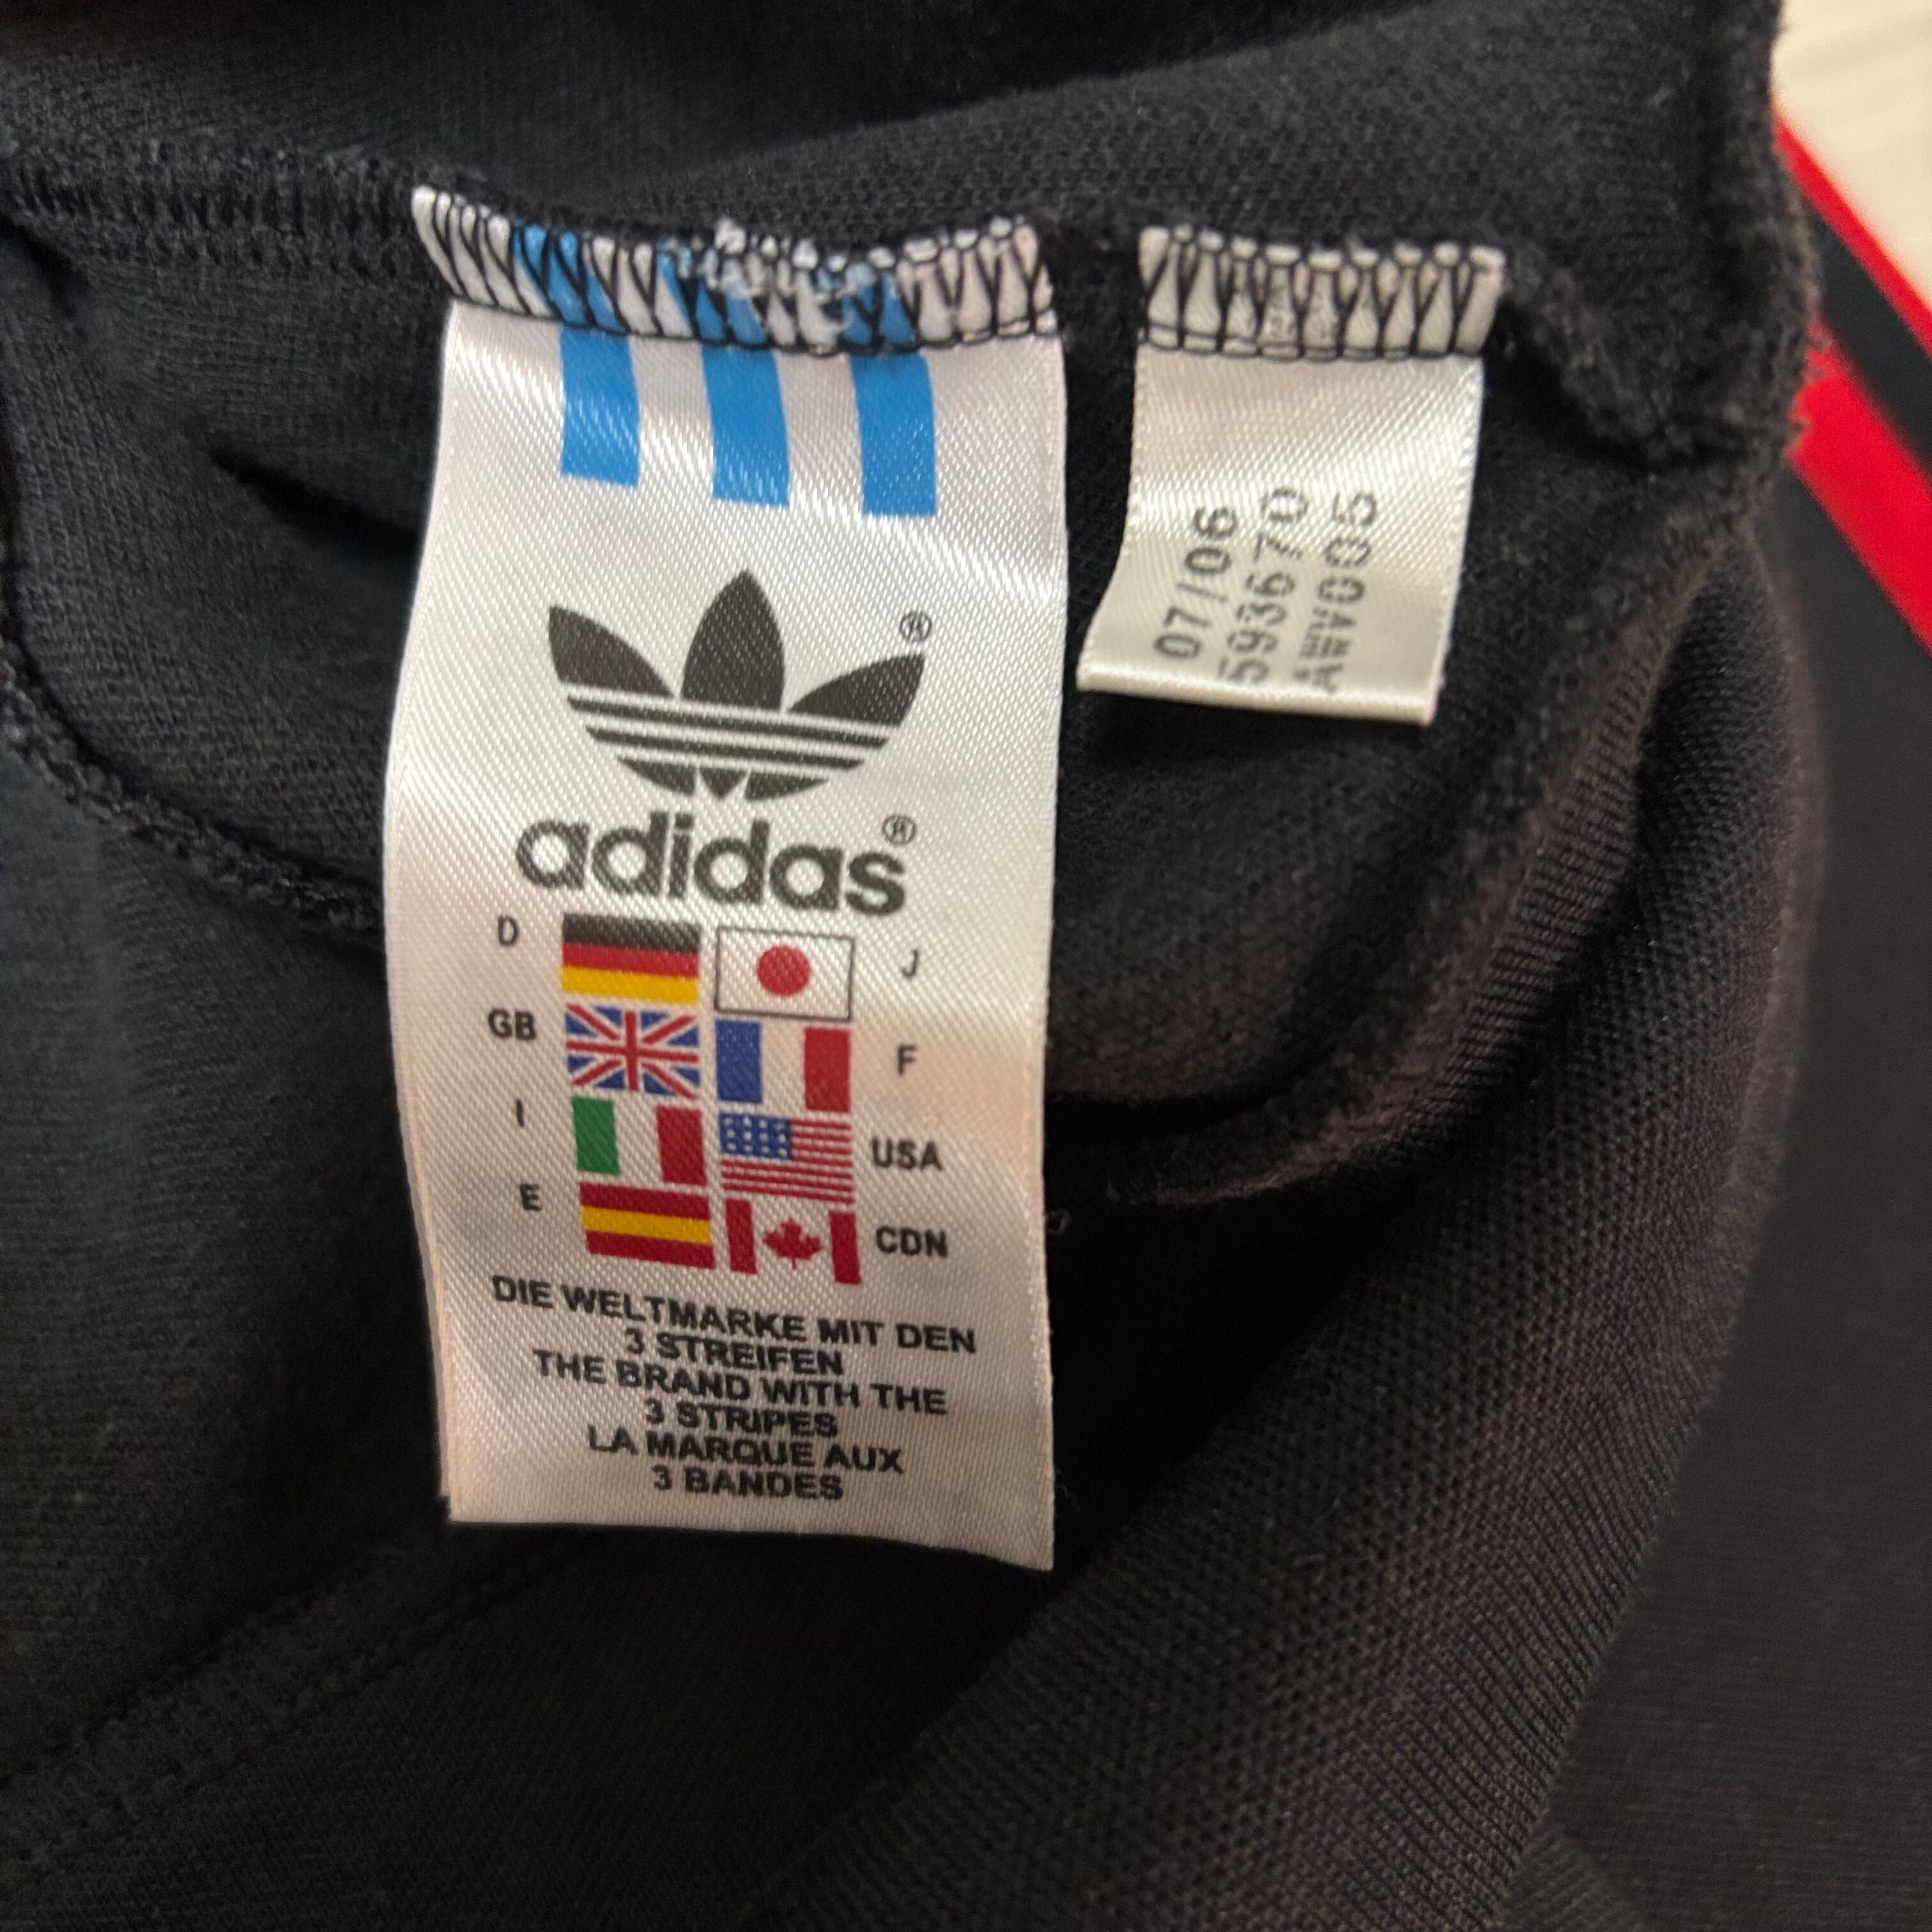 ®
adidas®
D J
GB F
I USA
E CDN
DIE WELTMARKE MIT DEN
3 STREIFEN
THE BRAND WITH THE
3 STRIPES
LA MARQUE AUX
3 BANDES
07/06
593670